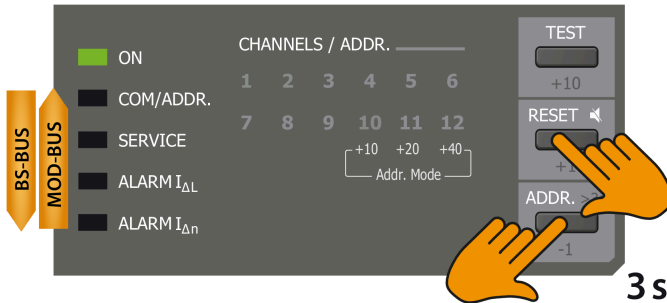 ON
COM/ADDR.
SERVICE
ALARM IΔL
ALARM IΔn
BS-BUS
MOD-BUS
CHANNELS / ADDR.
1 2 3 4 5 6
7 8 9 10 11 12
+10 +20 +40
Addr. Mode
TEST
+10
RESET
ADDR.
-1
3 s